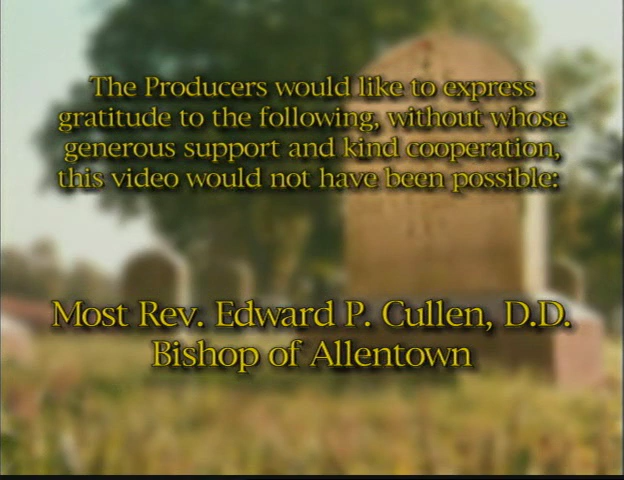 The Producers would like to express
gratitude to the following, without whose
generous support and kind cooperation,
this video would not have been possible:
Most Rev. Edward P. Cullen, D.D.
Bishop of Allentown